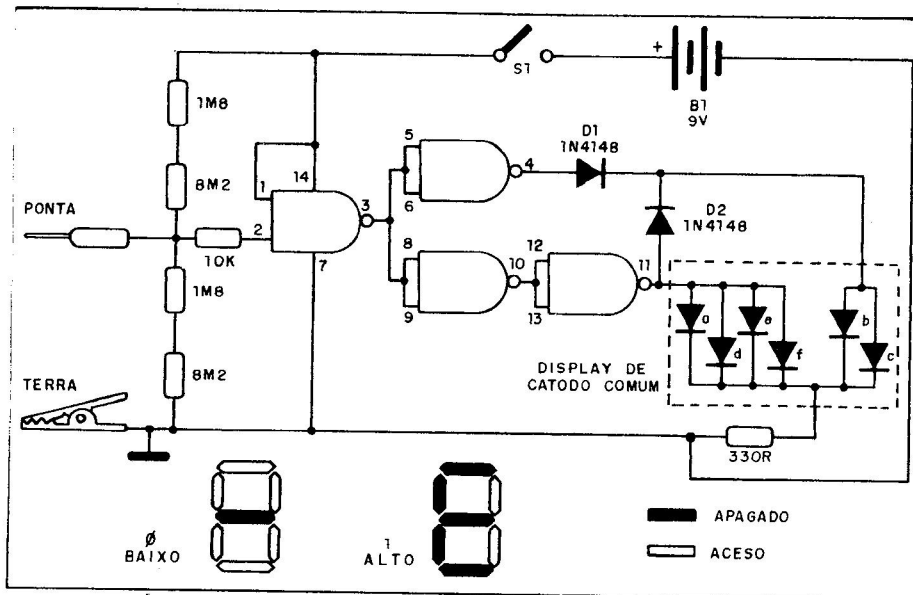 +
S1
B1
9V
1M8
D1
1N4148
5
4
8M2
1
14
6
3
D2
1N4148
PONTA
2
10K
7
8
12
10
11
9
13
1M8
a
d
e
f
b
c
DISPLAY DE
CATODO COMUM
8M2
TERRA
330R
Ø
BAIXO
1
ALTO
APAGADO
ACESO